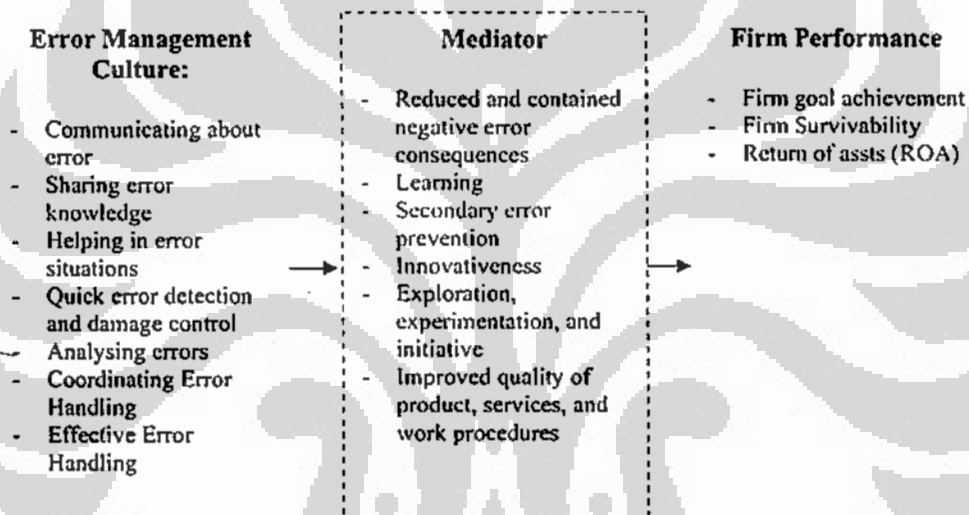 Error Management
Culture:
- Communicating about
error
- Sharing error
knowledge
- Helping in error
situations
- Quick error detection
and damage control
- Analysing errors
- Coordinating Error
Handling
- Effective Error
Handling
Mediator
- Reduced and contained
negative error
consequences
- Learning
- Secondary error
prevention
- Innovativeness
- Exploration,
experimentation, and
initiative
- Improved quality of
product, services, and
work procedures
Firm Performance
- Firm goal achievement
- Firm Survivability
- Return of assts (ROA)